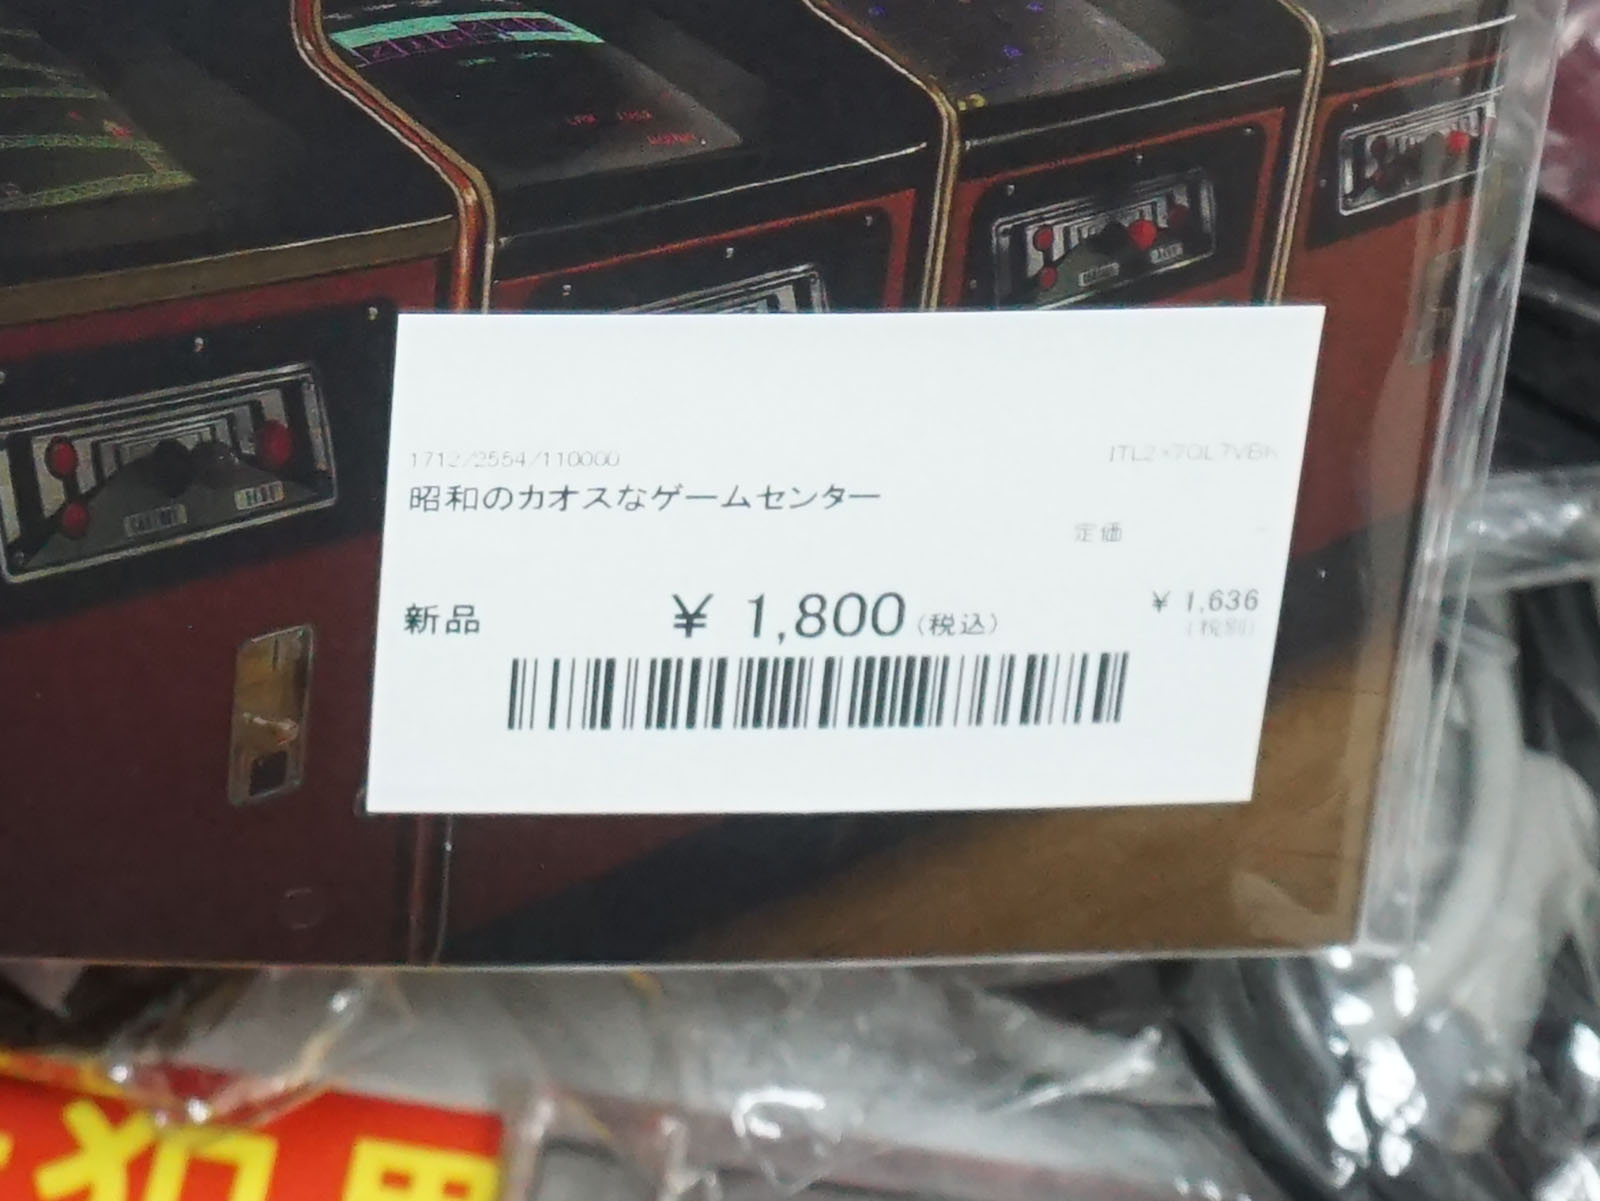 1712/2554/110000
昭和のカオスなゲームセンター
定価 -
新品 ¥ 1,800(税込) ¥ 1,636
(税別)